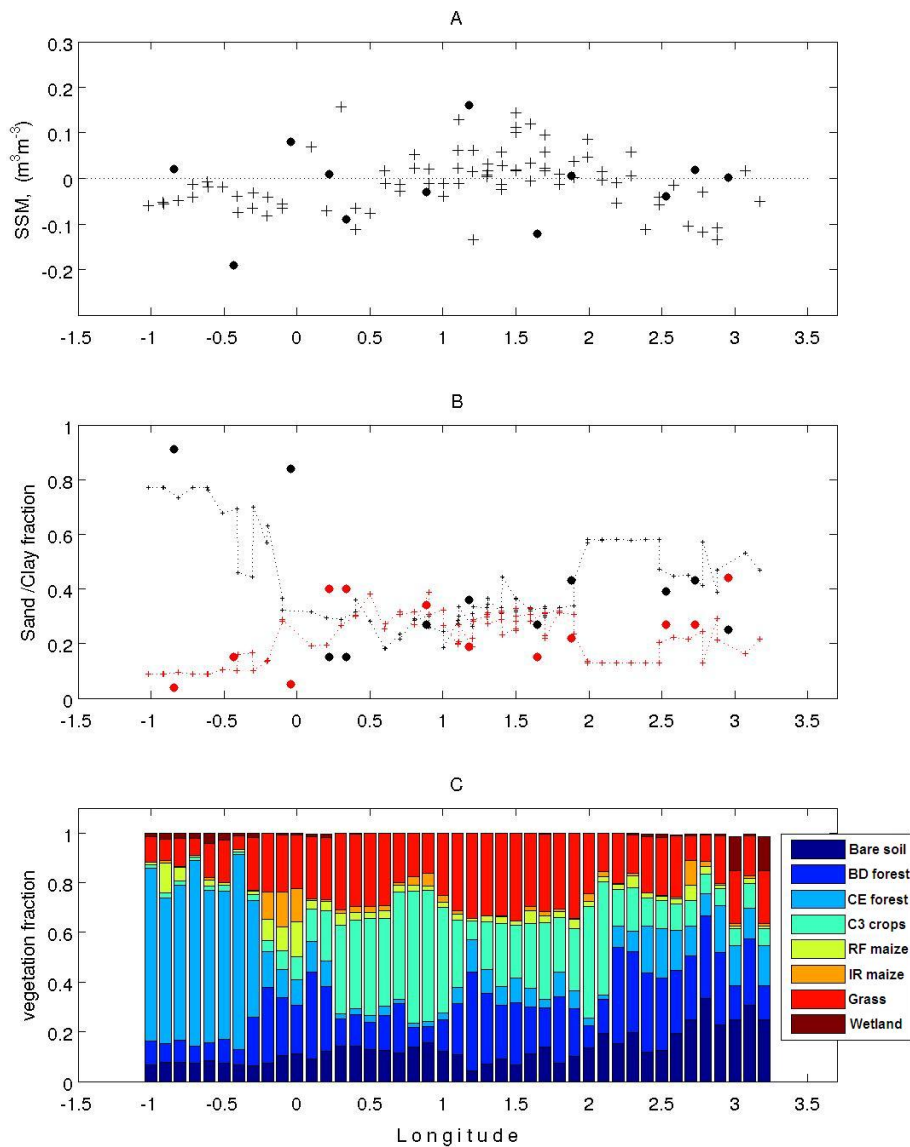 A
0.3
0.2
0.1
0
-0.1
-0.2
SSM, (m³m⁻³)
-1.5 -1 -0.5 0 0.5 1 1.5 2 2.5 3 3.5
B
1
0.8
0.6
0.4
0.2
0
Sand /Clay fraction
-1.5 -1 -0.5 0 0.5 1 1.5 2 2.5 3 3.5
C
1
0.8
0.6
0.4
0.2
0
vegetation fraction
Bare soil
BD forest
CE forest
C3 crops
RF maize
IR maize
Grass
Wetland
-1.5 -1 -0.5 0 0.5 1 1.5 2 2.5 3 3.5
Longitude